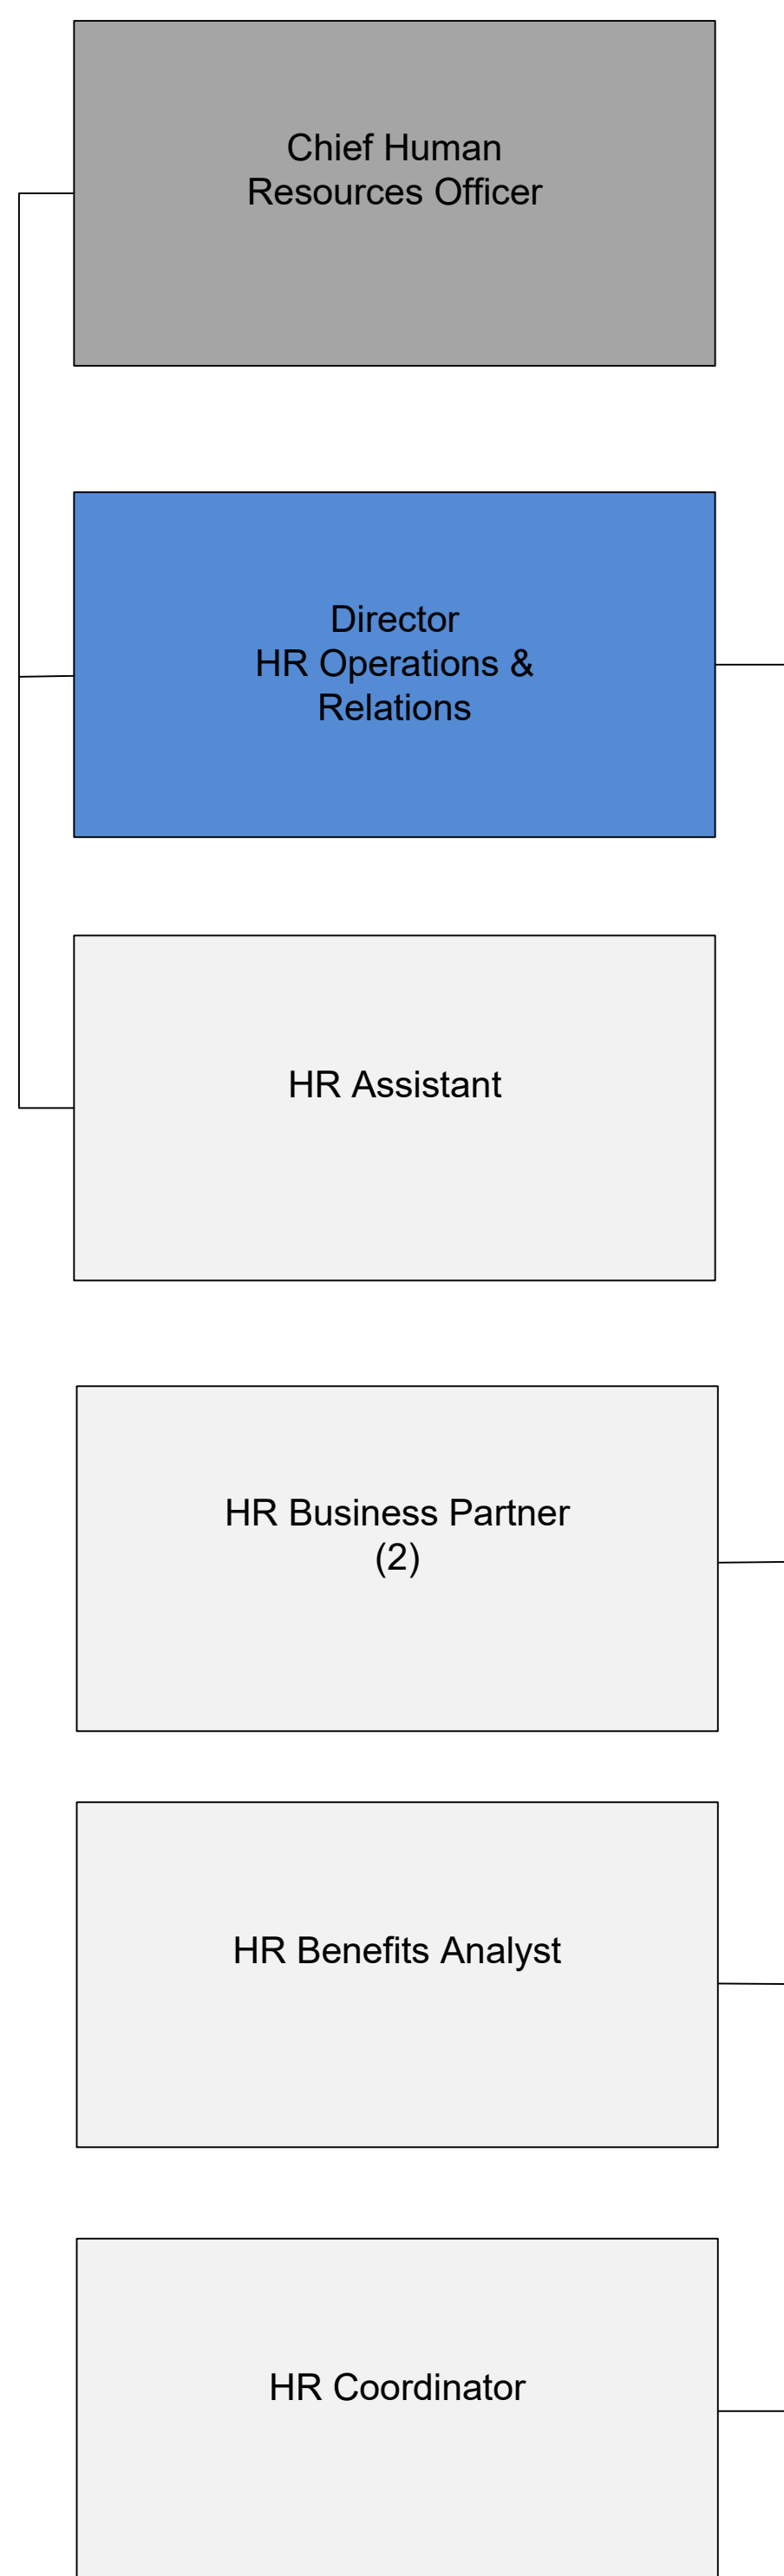 Chief Human
Resources Officer
Director
HR Operations &
Relations
HR Assistant
HR Business Partner
(2)
HR Benefits Analyst
HR Coordinator